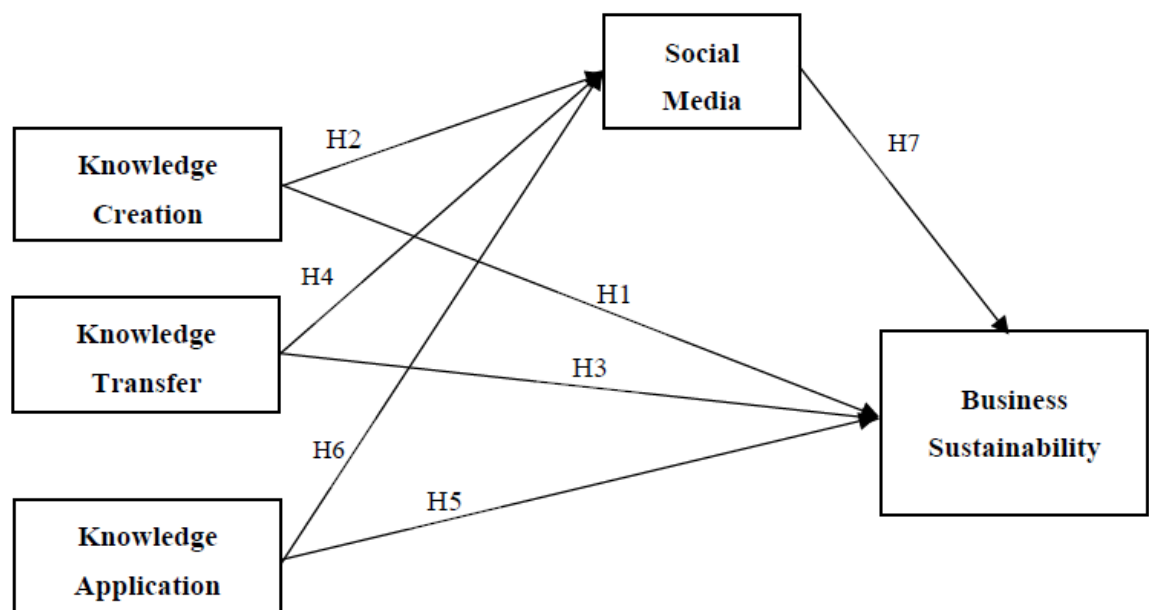 Social
Media
H2
H7
Knowledge
Creation
H4
H1
Knowledge
Transfer
H3
Business
Sustainability
H6
H5
Knowledge
Application